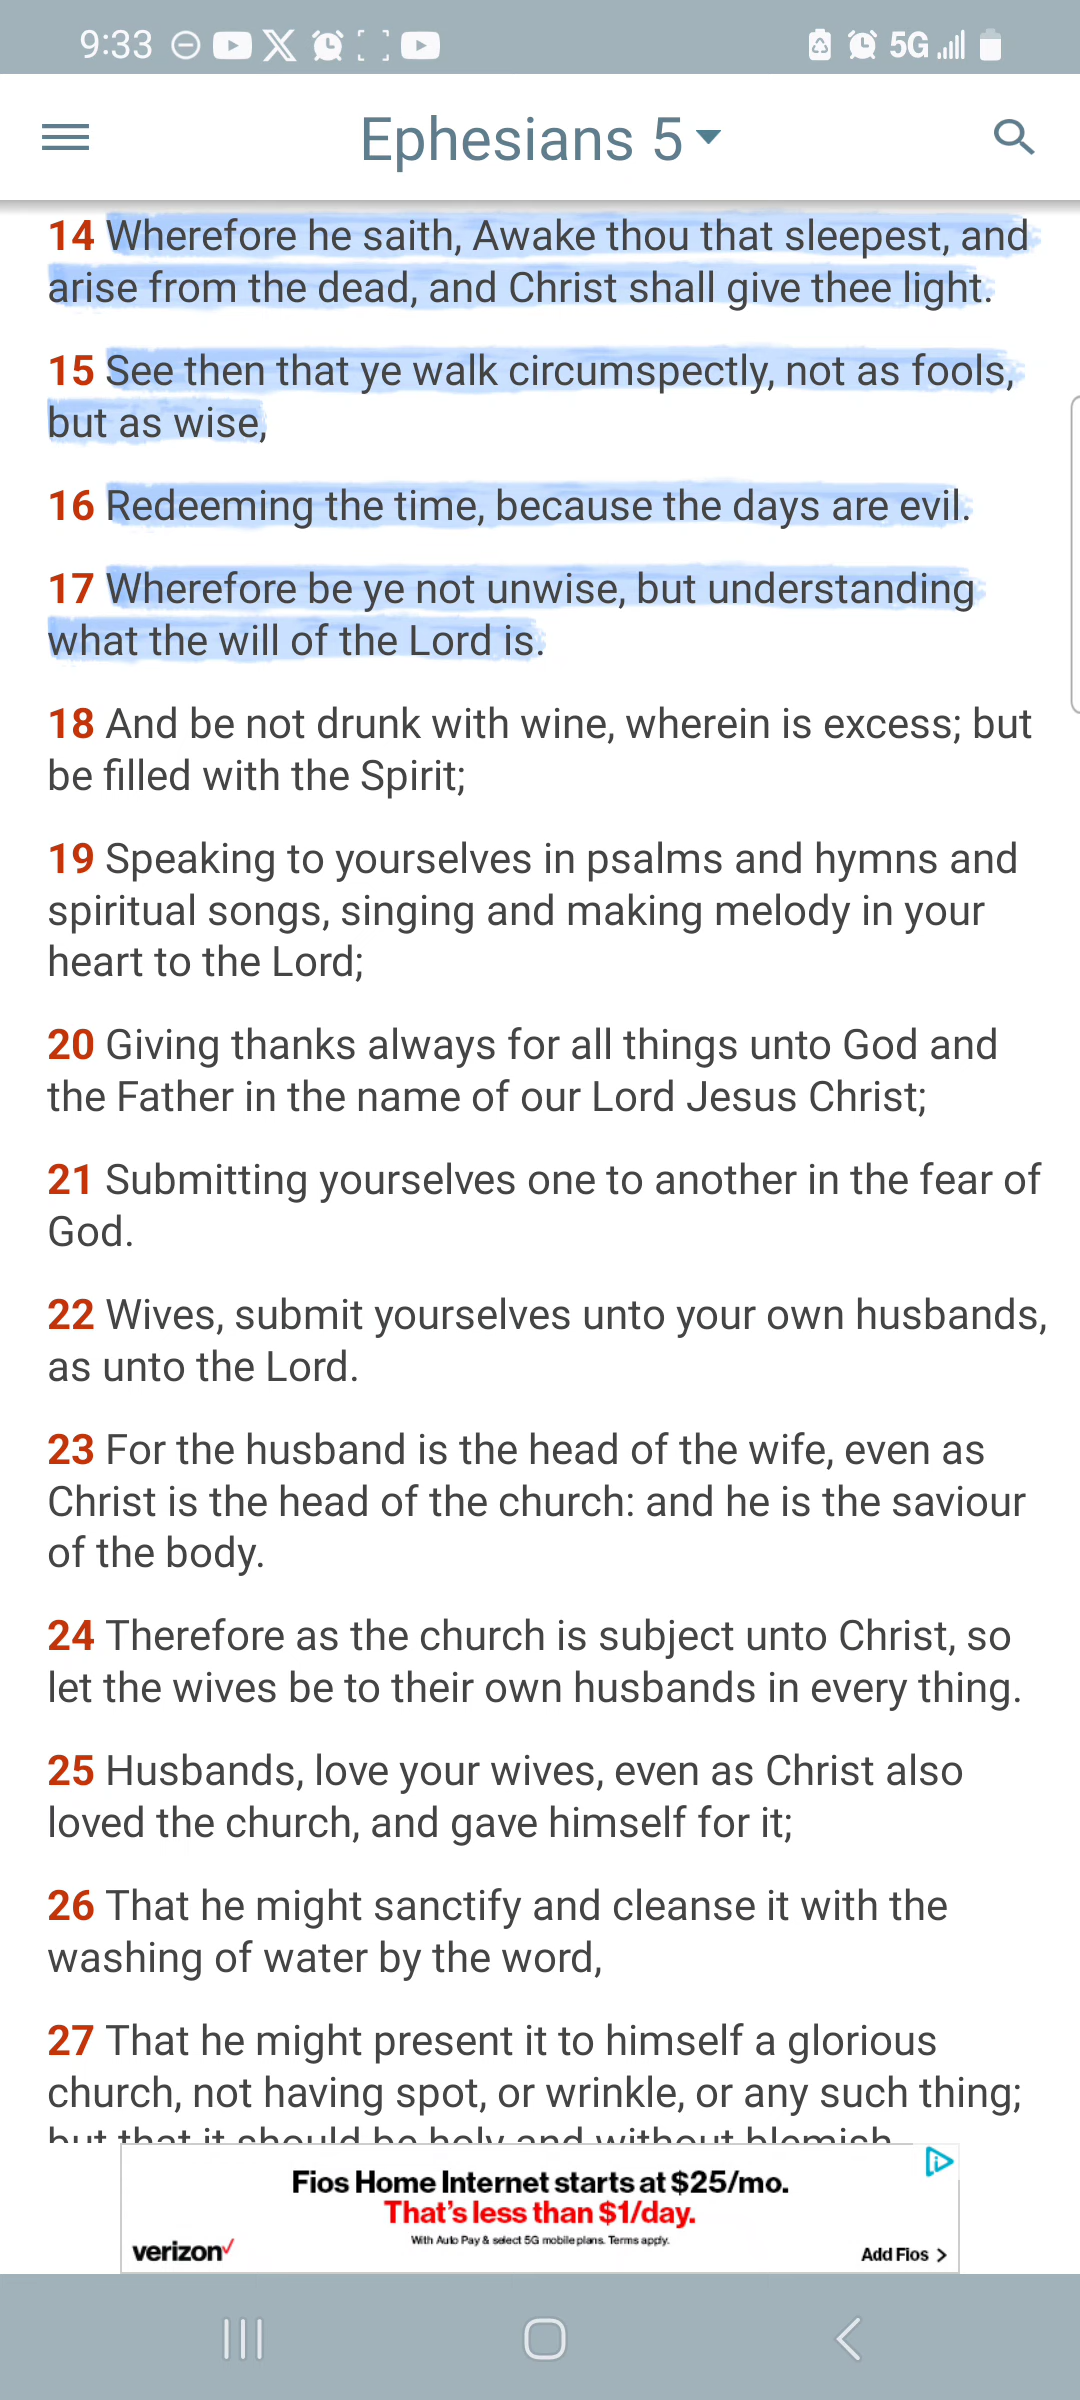 9:33
5G
Ephesians 5
14 Wherefore he saith, Awake thou that sleepest, and
arise from the dead, and Christ shall give thee light.
15 See then that ye walk circumspectly, not as fools,
but as wise,
16 Redeeming the time, because the days are evil.
17 Wherefore be ye not unwise, but understanding
what the will of the Lord is.
18 And be not drunk with wine, wherein is excess; but
be filled with the Spirit;
19 Speaking to yourselves in psalms and hymns and
spiritual songs, singing and making melody in your
heart to the Lord;
20 Giving thanks always for all things unto God and
the Father in the name of our Lord Jesus Christ;
21 Submitting yourselves one to another in the fear of
God.
22 Wives, submit yourselves unto your own husbands,
as unto the Lord.
23 For the husband is the head of the wife, even as
Christ is the head of the church: and he is the saviour
of the body.
24 Therefore as the church is subject unto Christ, so
let the wives be to their own husbands in every thing.
25 Husbands, love your wives, even as Christ also
loved the church, and gave himself for it;
26 That he might sanctify and cleanse it with the
washing of water by the word,
27 That he might present it to himself a glorious
church, not having spot, or wrinkle, or any such thing;
but that it should be holy and without blemish
Fios Home Internet starts at $25/mo.
That's less than $1/day.
With Auto Pay & select 5G mobile plans. Terms apply.
verizon
Add Fios >